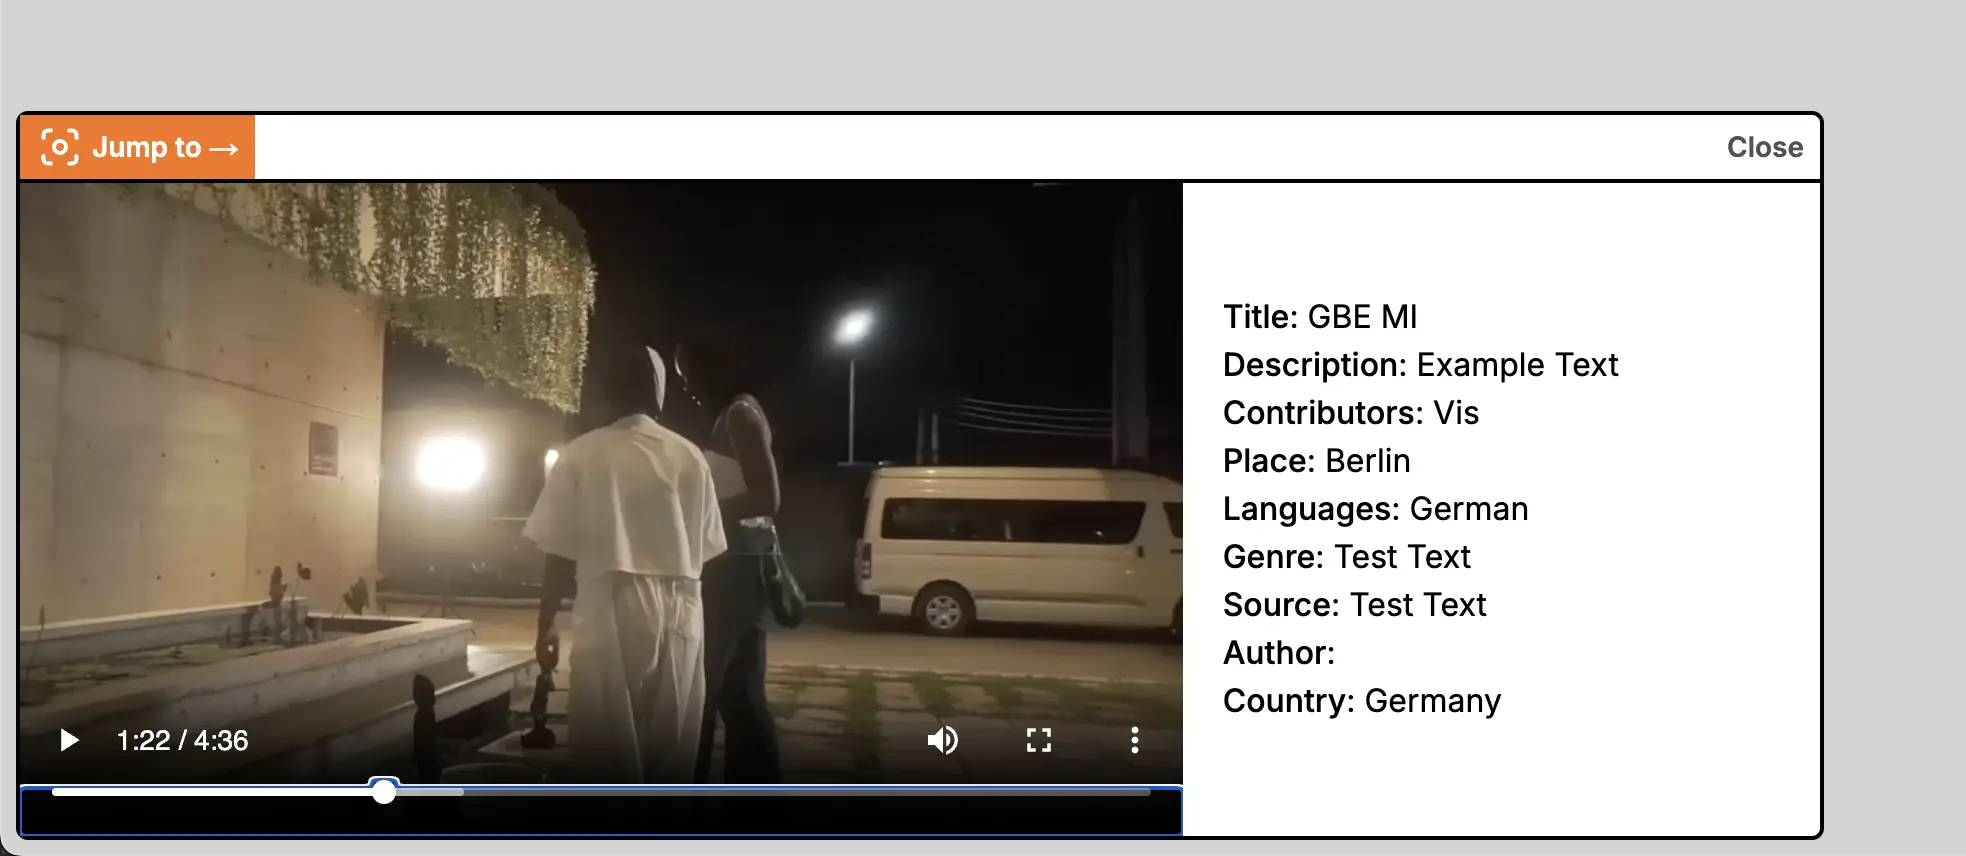 Jump to →
Close
Title: GBE MI
Description: Example Text
Contributors: Vis
Place: Berlin
Languages: German
Genre: Test Text
Source: Test Text
Author:
Country: Germany
1:22 / 4:36